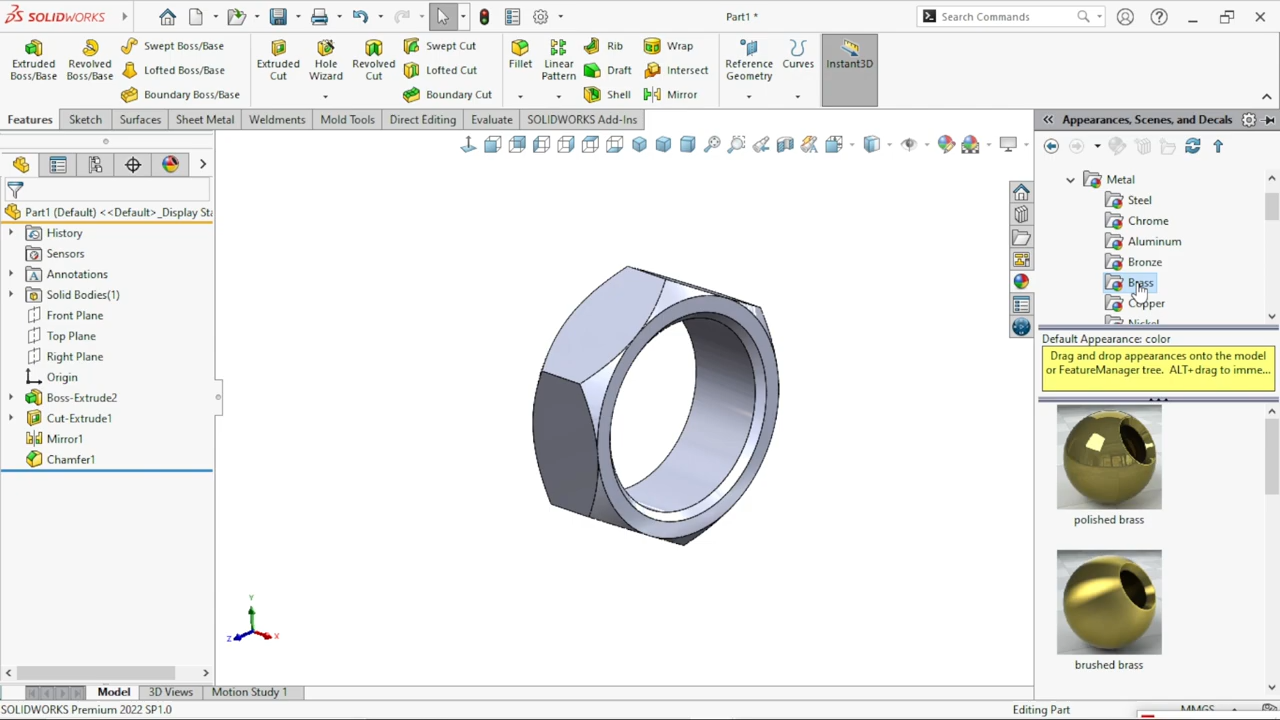 SOLIDWORKS
Part1 *
Search Commands
Extruded Boss/Base
Revolved Boss/Base
Swept Boss/Base
Lofted Boss/Base
Boundary Boss/Base
Extruded Cut
Hole Wizard
Revolved Cut
Swept Cut
Lofted Cut
Boundary Cut
Fillet
Linear Pattern
Rib
Draft
Shell
Wrap
Intersect
Mirror
Reference Geometry
Curves
Instant3D
Features
Sketch
Surfaces
Sheet Metal
Weldments
Mold Tools
Direct Editing
Evaluate
SOLIDWORKS Add-Ins
Part1 (Default) <<Default>_Display Sta
History
Sensors
Annotations
Solid Bodies(1)
Front Plane
Top Plane
Right Plane
Origin
Boss-Extrude2
Cut-Extrude1
Mirror1
Chamfer1
Y
Z
X
Appearances, Scenes, and Decals
Metal
Steel
Chrome
Aluminum
Bronze
Brass
Copper
Nickel
Default Appearance: color
Drag and drop appearances onto the model
or FeatureManager tree. ALT+drag to imme...
polished brass
brushed brass
Model
3D Views
Motion Study 1
SOLIDWORKS Premium 2022 SP1.0
Editing Part
MMGS